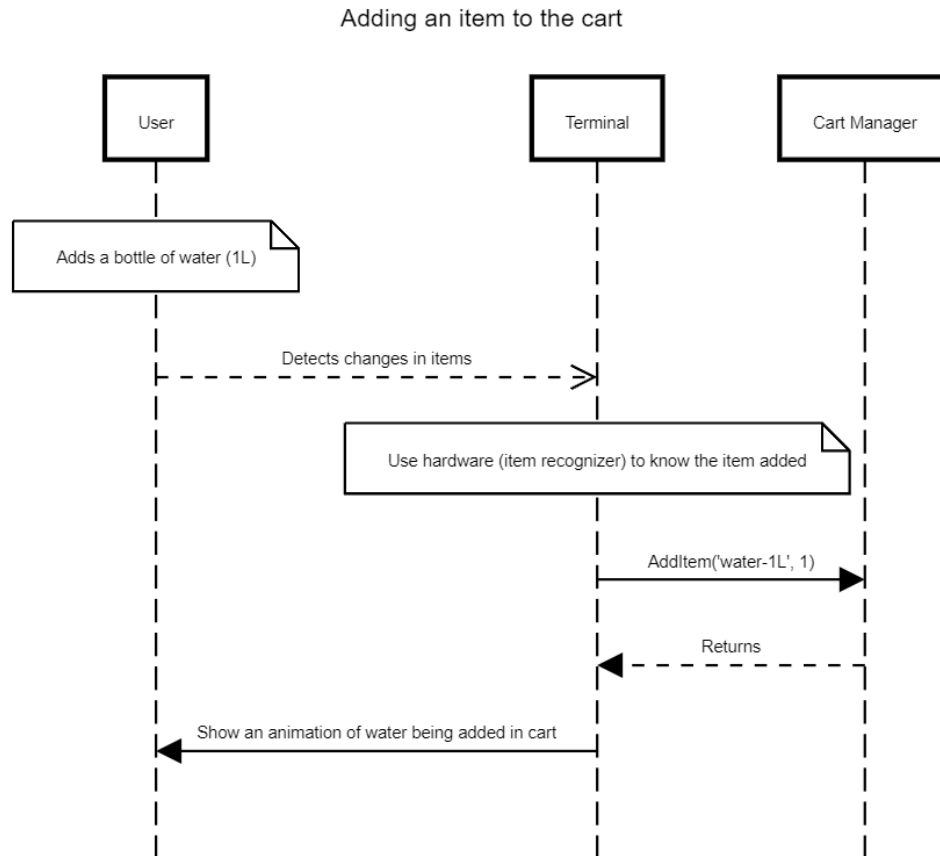 Adding an item to the cart
User
Terminal
Cart Manager
Adds a bottle of water (1L)
Detects changes in items
Use hardware (item recognizer) to know the item added
AddItem('water-1L', 1)
Returns
Show an animation of water being added in cart